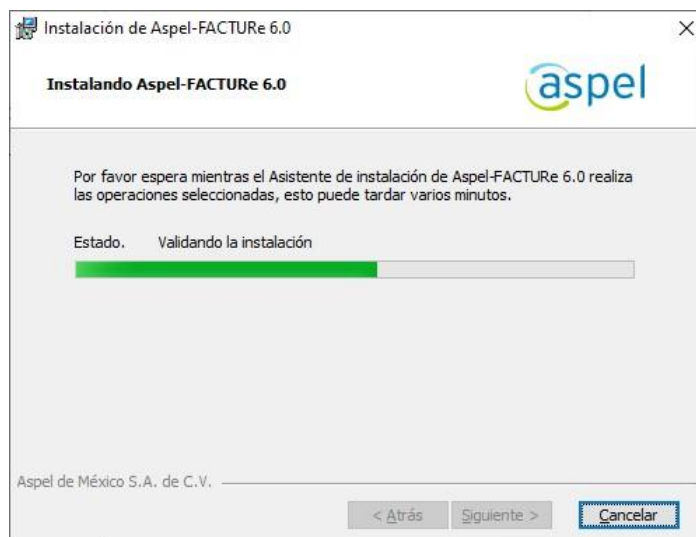 Instalación de Aspel-FACTURe 6.0
Instalando Aspel-FACTURe 6.0
aspel
Por favor espera mientras el Asistente de instalación de Aspel-FACTURe 6.0 realiza
las operaciones seleccionadas, esto puede tardar varios minutos.
Estado. Validando la instalación
Aspel de México S.A. de C.V.
< Atrás Siguiente > Cancelar